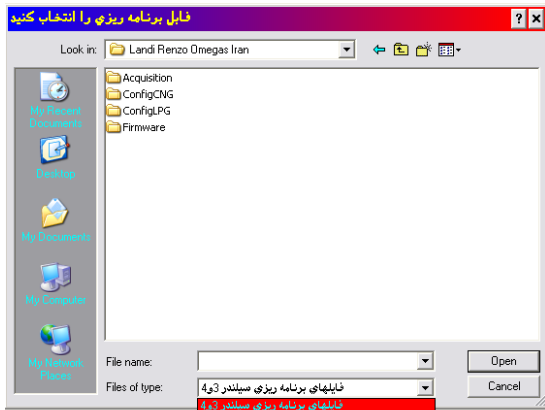 فايل برنامه ريزي را انتخاب كنيد
Look in: Landi Renzo Omegas Iran
Acquisition
ConfigCNG
ConfigLPG
Firmware
My Recent
Documents
Desktop
My Documents
My Computer
My Network
Places
File name:
Open
Files of type: فايلهاي برنامه ريزي سيلندر 3و4
Cancel
فايلهاي برنامه ريزي سيلندر 3و4